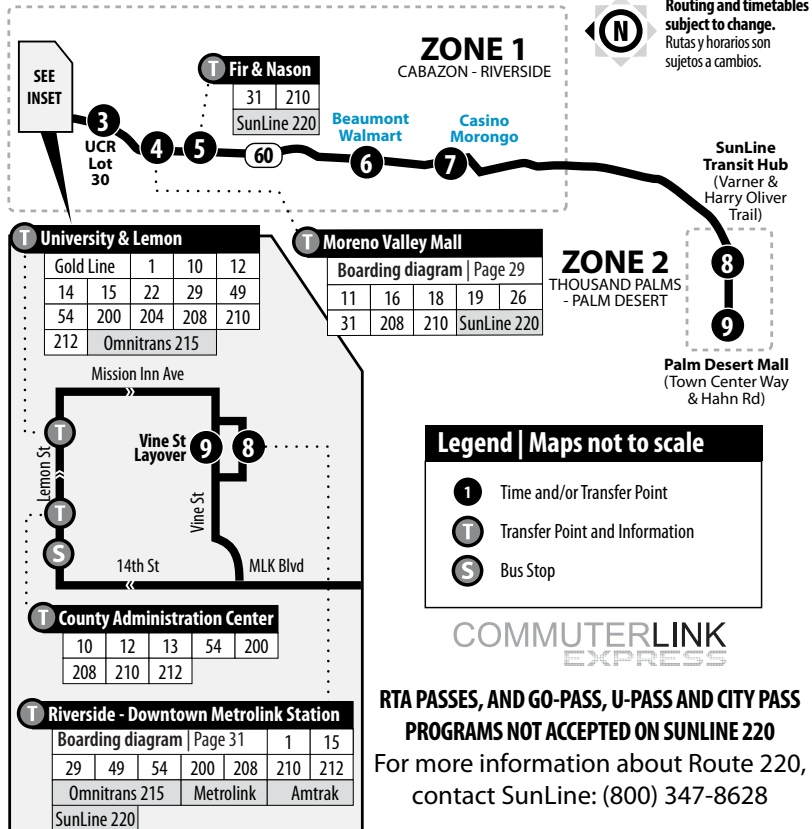 Routing and timetables
subject to change.
Rutas y horarios son
sujetos a cambios.
N
ZONE 1
CABAZON - RIVERSIDE
SEE
INSET
T Fir & Nason
31 210
SunLine 220
3
UCR
Lot
30
4
5
60
Beaumont
Walmart
6
Casino
Morongo
7
SunLine
Transit Hub
(Varner &
Harry Oliver
Trail)
8
9
ZONE 2
THOUSAND PALMS
- PALM DESERT
Palm Desert Mall
(Town Center Way
& Hahn Rd)
T University & Lemon
Gold Line 1 10 12
14 15 22 29 49
54 200 204 208 210
212 Omnitrans 215
T Moreno Valley Mall
Boarding diagram | Page 29
11 16 18 19 26
31 208 210 SunLine 220
Mission Inn Ave
T
Lemon St
T
S
Vine St
Layover
9 8
Vine St
14th St
MLK Blvd
T County Administration Center
10 12 13 54 200
208 210 212
T Riverside - Downtown Metrolink Station
Boarding diagram | Page 31 1 15
29 49 54 200 208 210 212
Omnitrans 215 Metrolink Amtrak
SunLine 220
Legend | Maps not to scale
1 Time and/or Transfer Point
T Transfer Point and Information
S Bus Stop
COMMUTERLINK
EXPRESS
RTA PASSES, AND GO-PASS, U-PASS AND CITY PASS
PROGRAMS NOT ACCEPTED ON SUNLINE 220
For more information about Route 220,
contact SunLine: (800) 347-8628